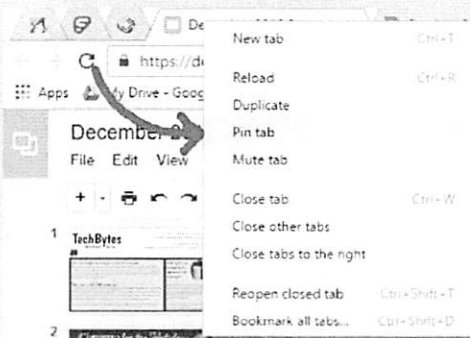 New tab Ctrl+T
https://d
Reload Ctrl+R
Apps My Drive - Goog
Duplicate
December
Pin tab
File Edit View
Mute tab
Close tab Ctrl+W
Close other tabs
1 TechBytes
Close tabs to the right
Reopen closed tab Ctrl+Shift+T
2
Bookmark all tabs... Ctrl+Shift+D